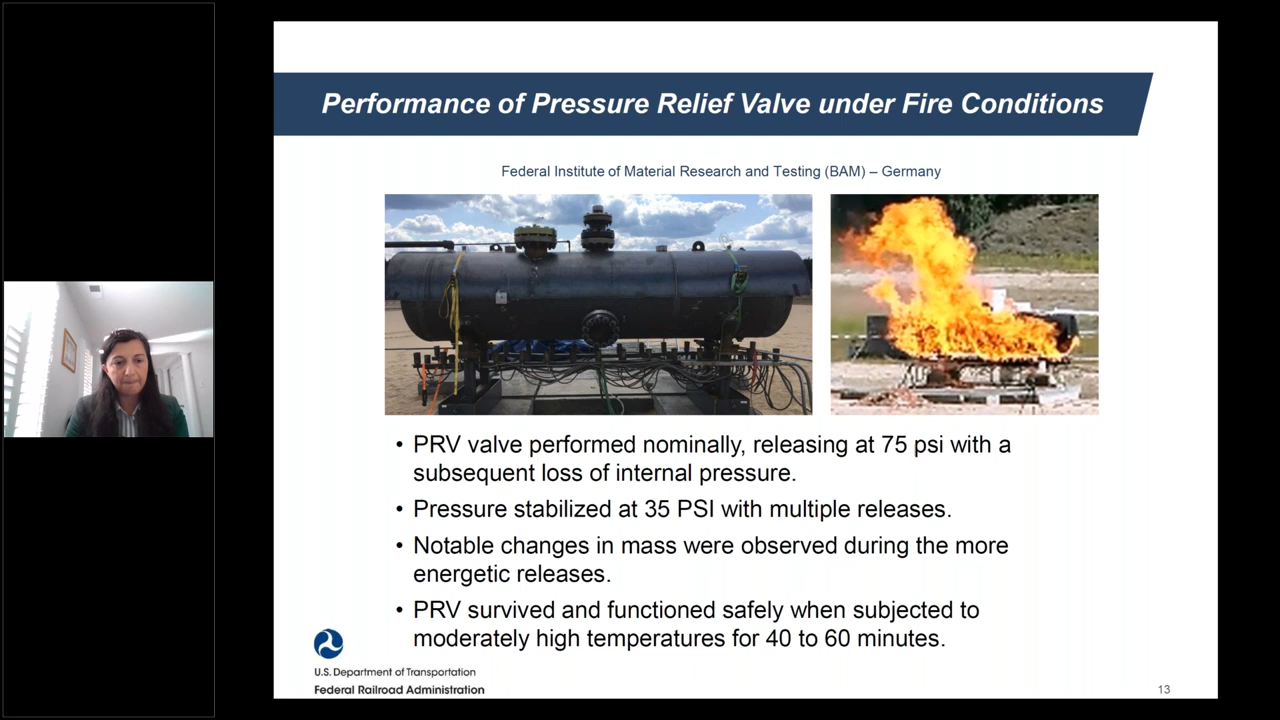 Performance of Pressure Relief Valve under Fire Conditions
Federal Institute of Material Research and Testing (BAM) – Germany
• PRV valve performed nominally, releasing at 75 psi with a
subsequent loss of internal pressure.
• Pressure stabilized at 35 PSI with multiple releases.
• Notable changes in mass were observed during the more
energetic releases.
• PRV survived and functioned safely when subjected to
moderately high temperatures for 40 to 60 minutes.
U.S. Department of Transportation
Federal Railroad Administration
13